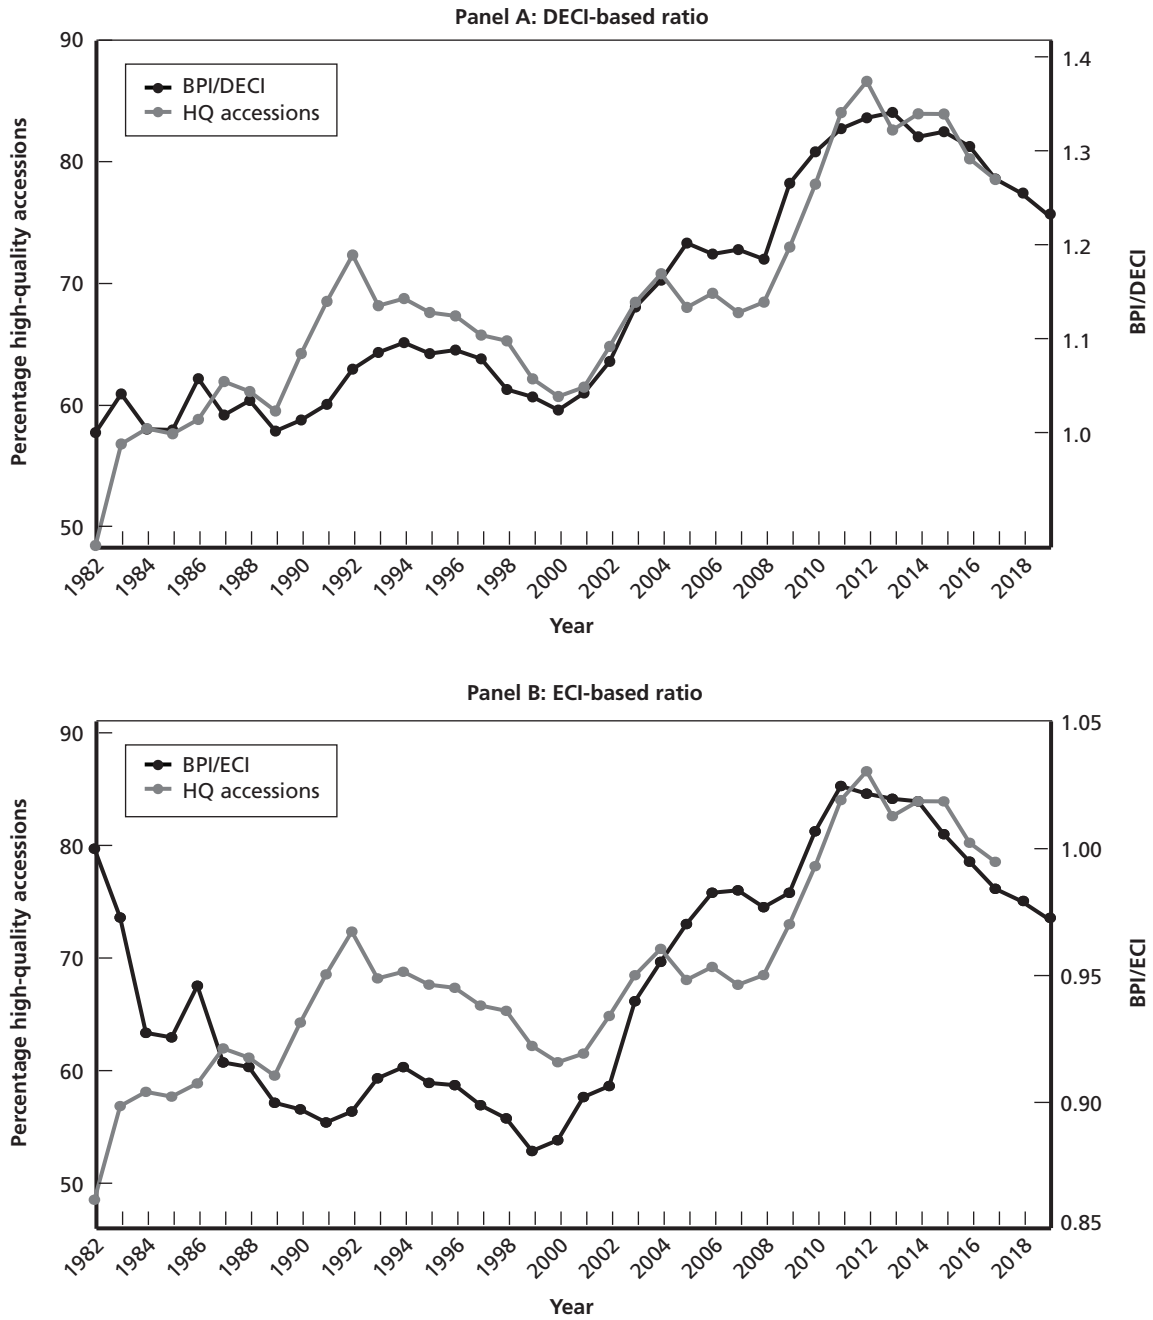 Panel A: DECI-based ratio
Percentage high-quality accessions
90
80
70
60
50
BPI/DECI
HQ accessions
1.4
1.3
1.2
1.1
1.0
BPI/DECI
1982 1984 1986 1988 1990 1992 1994 1996 1998 2000 2002 2004 2006 2008 2010 2012 2014 2016 2018
Year
Panel B: ECI-based ratio
Percentage high-quality accessions
90
80
70
60
50
BPI/ECI
HQ accessions
1.05
1.00
0.95
0.90
0.85
BPI/ECI
1982 1984 1986 1988 1990 1992 1994 1996 1998 2000 2002 2004 2006 2008 2010 2012 2014 2016 2018
Year